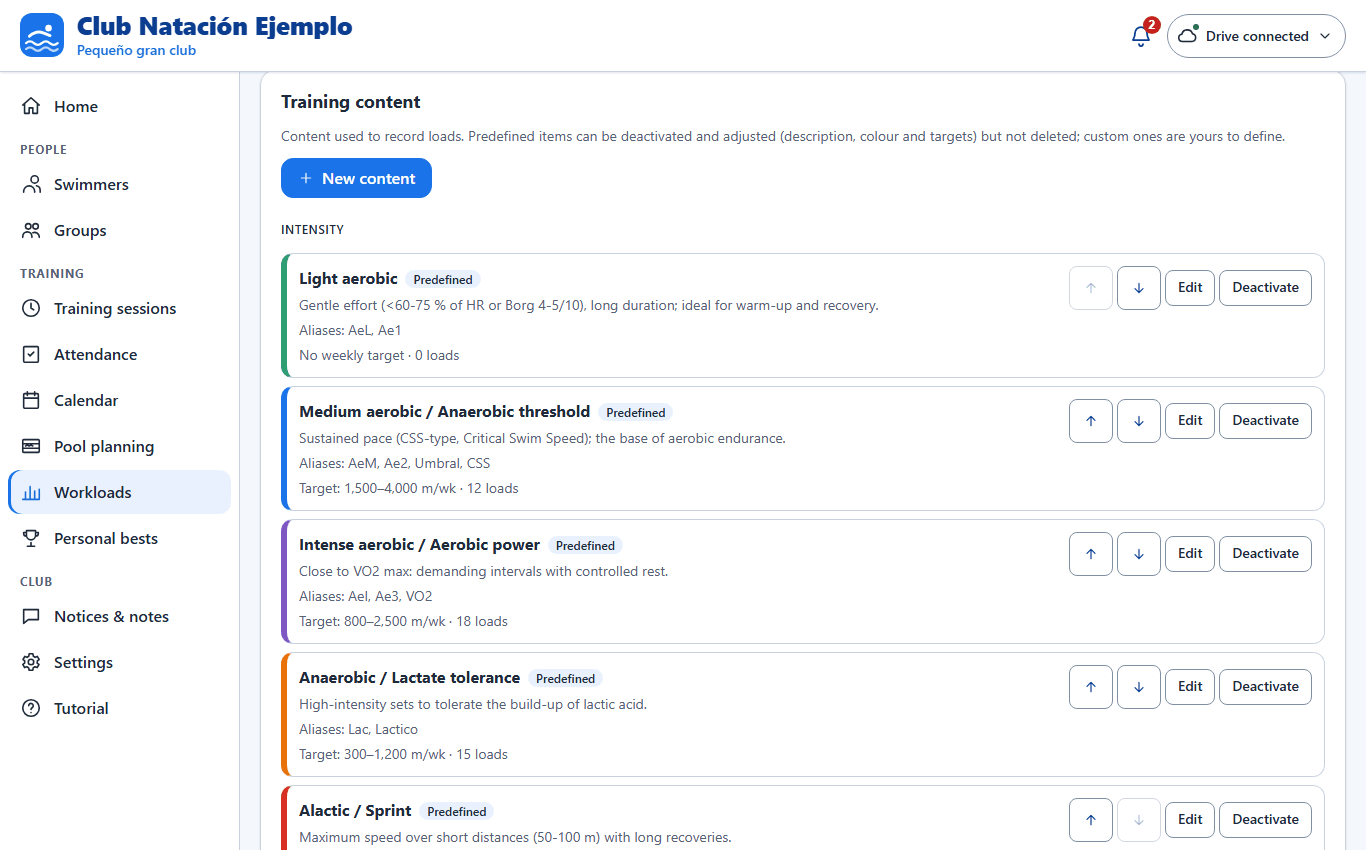 Club Natación Ejemplo
Pequeño gran club
2
Drive connected
Home
PEOPLE
Swimmers
Groups
TRAINING
Training sessions
Attendance
Calendar
Pool planning
Workloads
Personal bests
CLUB
Notices & notes
Settings
Tutorial
Training content
Content used to record loads. Predefined items can be deactivated and adjusted (description, colour and targets) but not deleted; custom ones are yours to define.
+ New content
INTENSITY
Light aerobic Predefined
Gentle effort (<60-75 % of HR or Borg 4-5/10), long duration; ideal for warm-up and recovery.
Aliases: AeL, Ae1
No weekly target · 0 loads
↑ ↓ Edit Deactivate
Medium aerobic / Anaerobic threshold Predefined
Sustained pace (CSS-type, Critical Swim Speed); the base of aerobic endurance.
Aliases: AeM, Ae2, Umbral, CSS
Target: 1,500–4,000 m/wk · 12 loads
↑ ↓ Edit Deactivate
Intense aerobic / Aerobic power Predefined
Close to VO2 max: demanding intervals with controlled rest.
Aliases: AeI, Ae3, VO2
Target: 800–2,500 m/wk · 18 loads
↑ ↓ Edit Deactivate
Anaerobic / Lactate tolerance Predefined
High-intensity sets to tolerate the build-up of lactic acid.
Aliases: Lac, Lactico
Target: 300–1,200 m/wk · 15 loads
↑ ↓ Edit Deactivate
Alactic / Sprint Predefined
Maximum speed over short distances (50-100 m) with long recoveries.
↑ ↓ Edit Deactivate